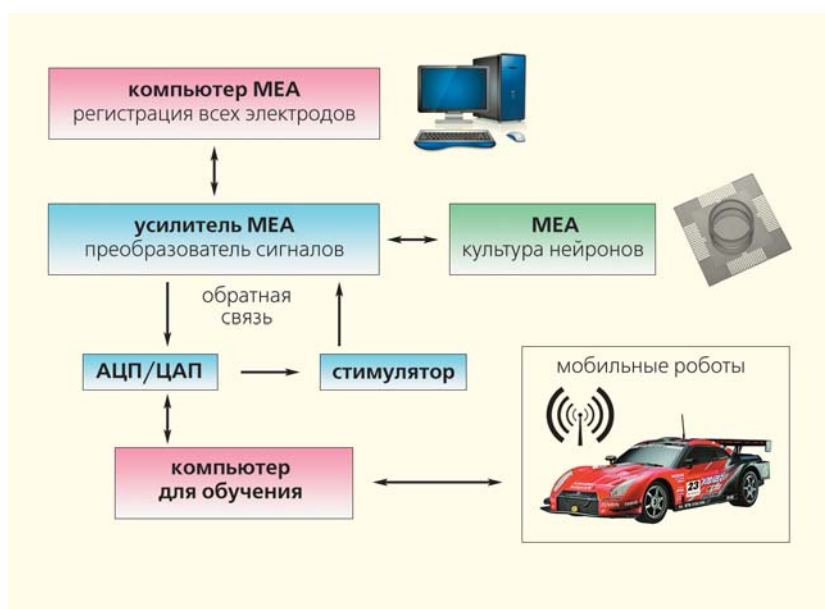 компьютер МЕА
регистрация всех электродов
усилитель МЕА
преобразователь сигналов
МЕА
культура нейронов
обратная
связь
АЦП/ЦАП
стимулятор
мобильные роботы
компьютер
для обучения
23